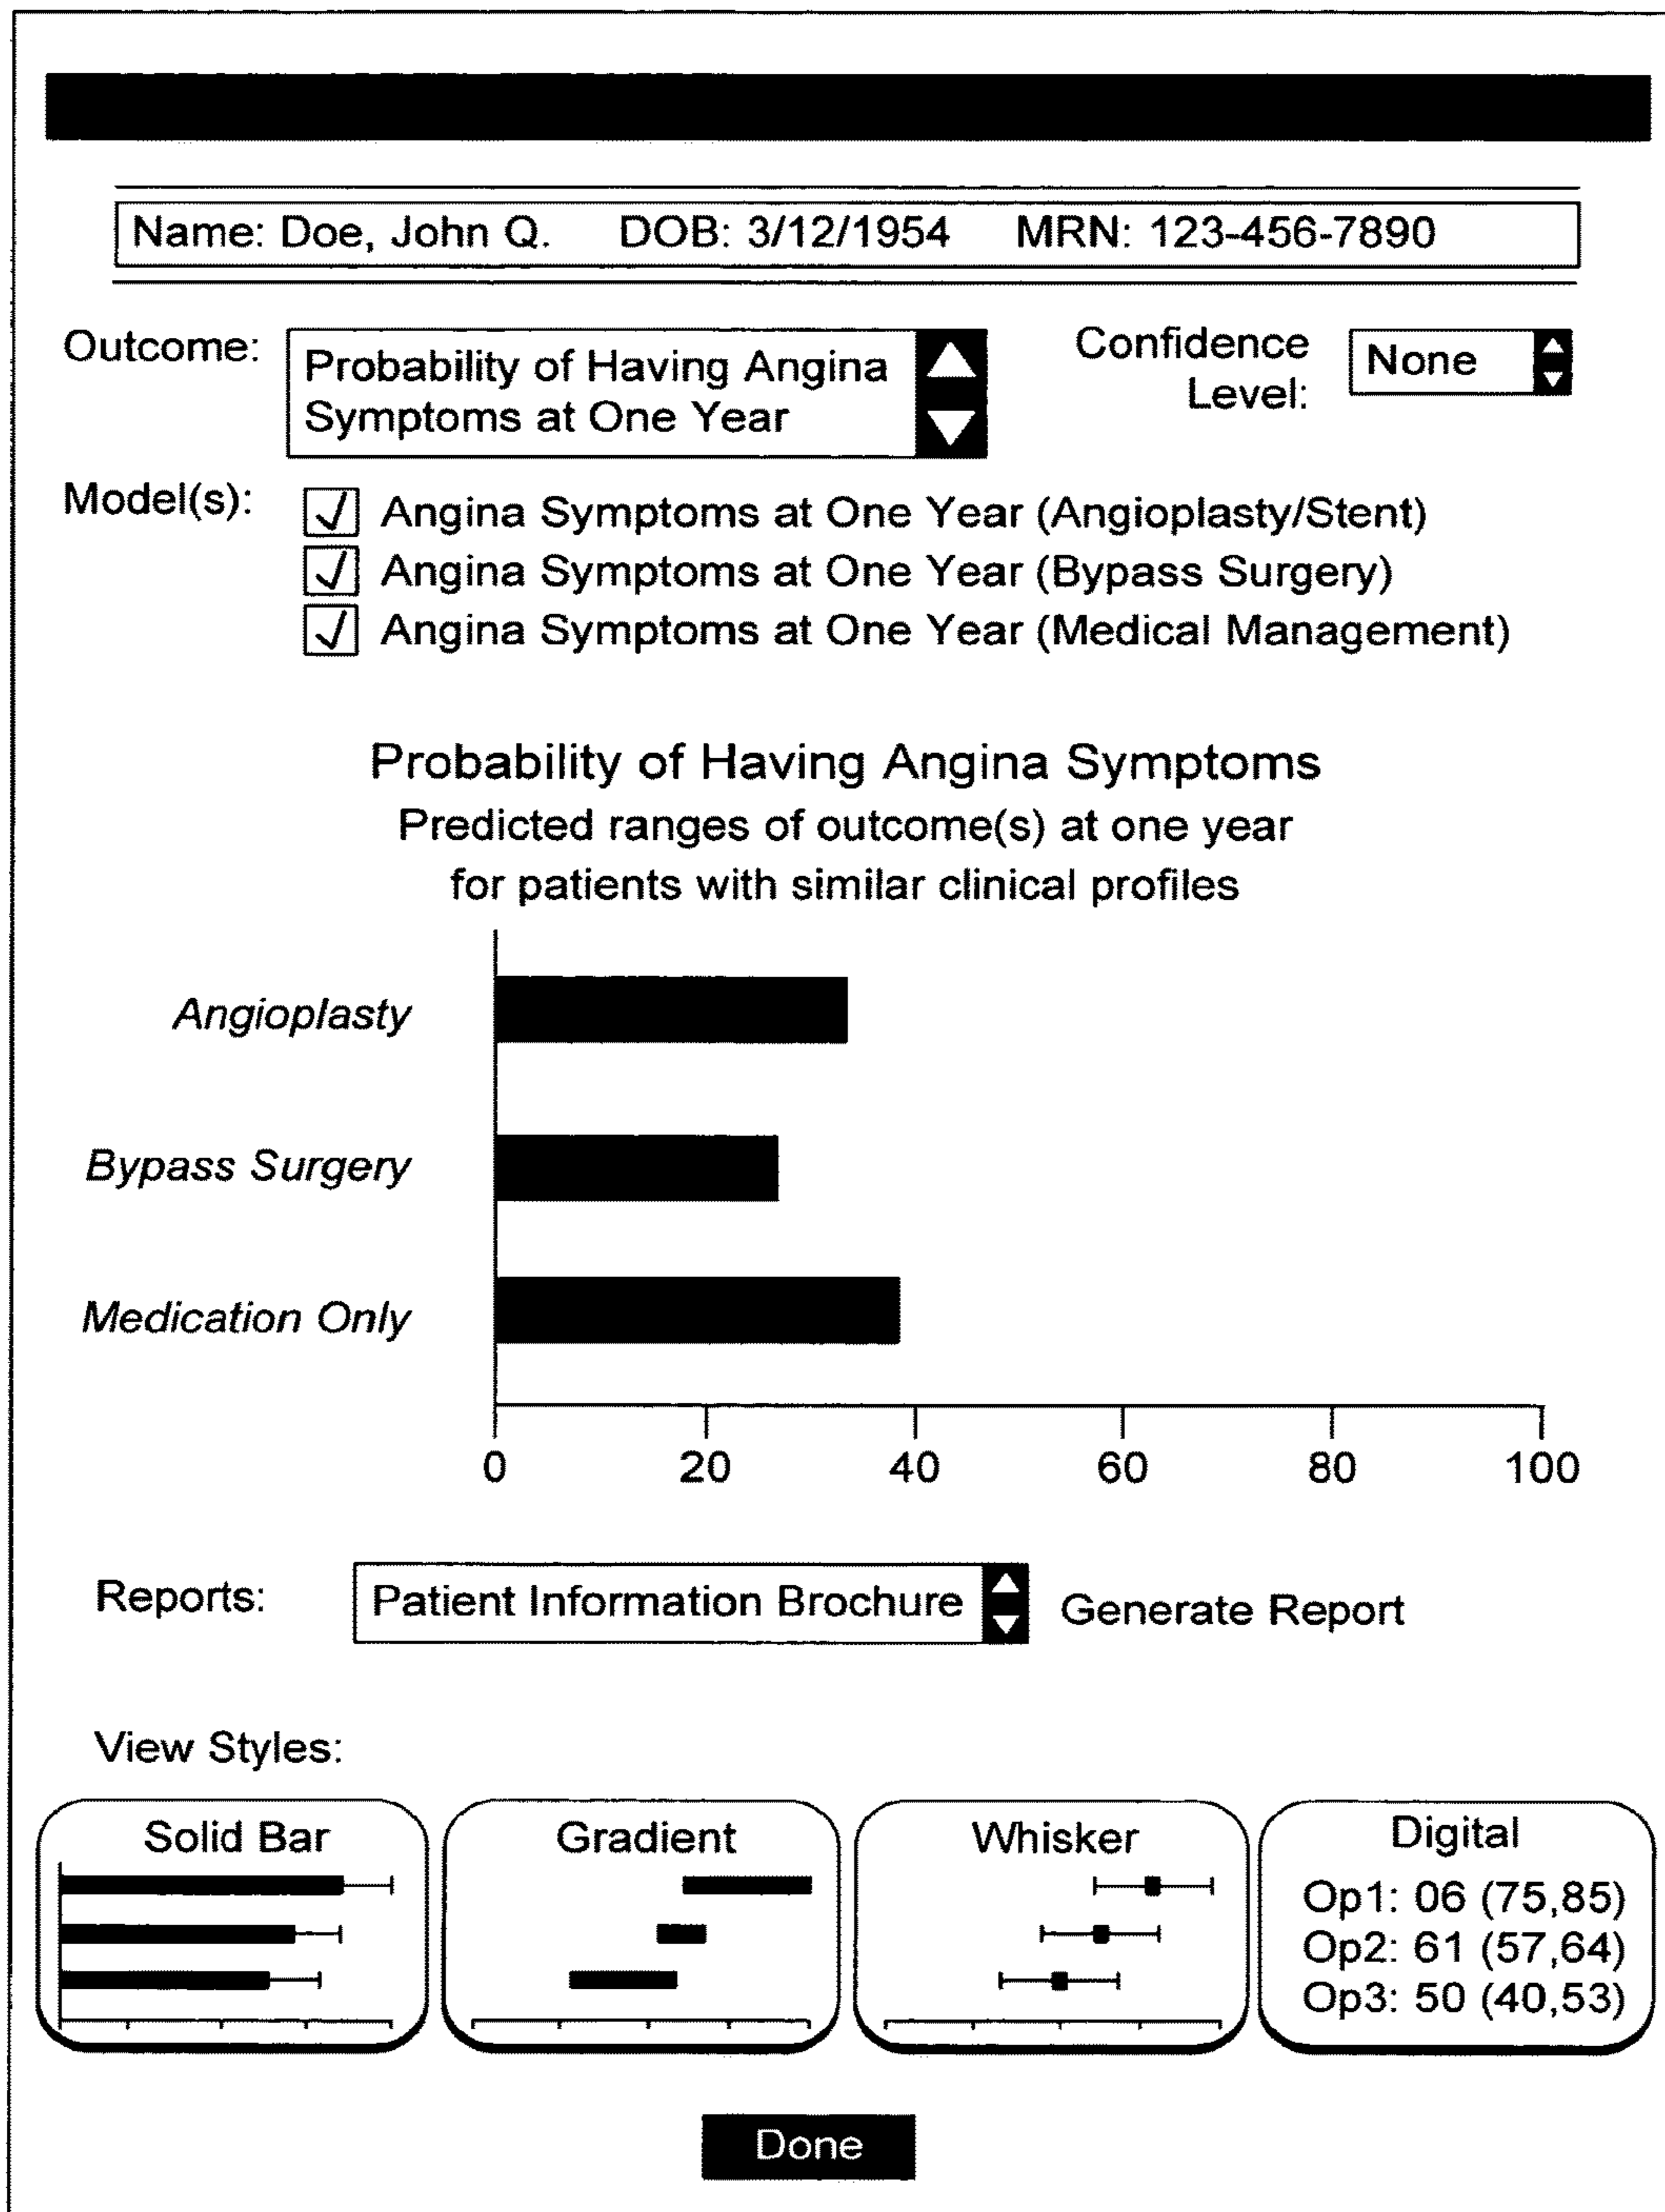 Name: Doe, John Q. DOB: 3/12/1954 MRN: 123-456-7890
Outcome:
Probability of Having Angina
Symptoms at One Year
Confidence
Level:
None
Model(s):
Angina Symptoms at One Year (Angioplasty/Stent)
Angina Symptoms at One Year (Bypass Surgery)
Angina Symptoms at One Year (Medical Management)
Probability of Having Angina Symptoms
Predicted ranges of outcome(s) at one year
for patients with similar clinical profiles
Angioplasty
Bypass Surgery
Medication Only
0 20 40 60 80 100
Reports:
Patient Information Brochure
Generate Report
View Styles:
Solid Bar
Gradient
Whisker
Digital
Op1: 06 (75,85)
Op2: 61 (57,64)
Op3: 50 (40,53)
Done